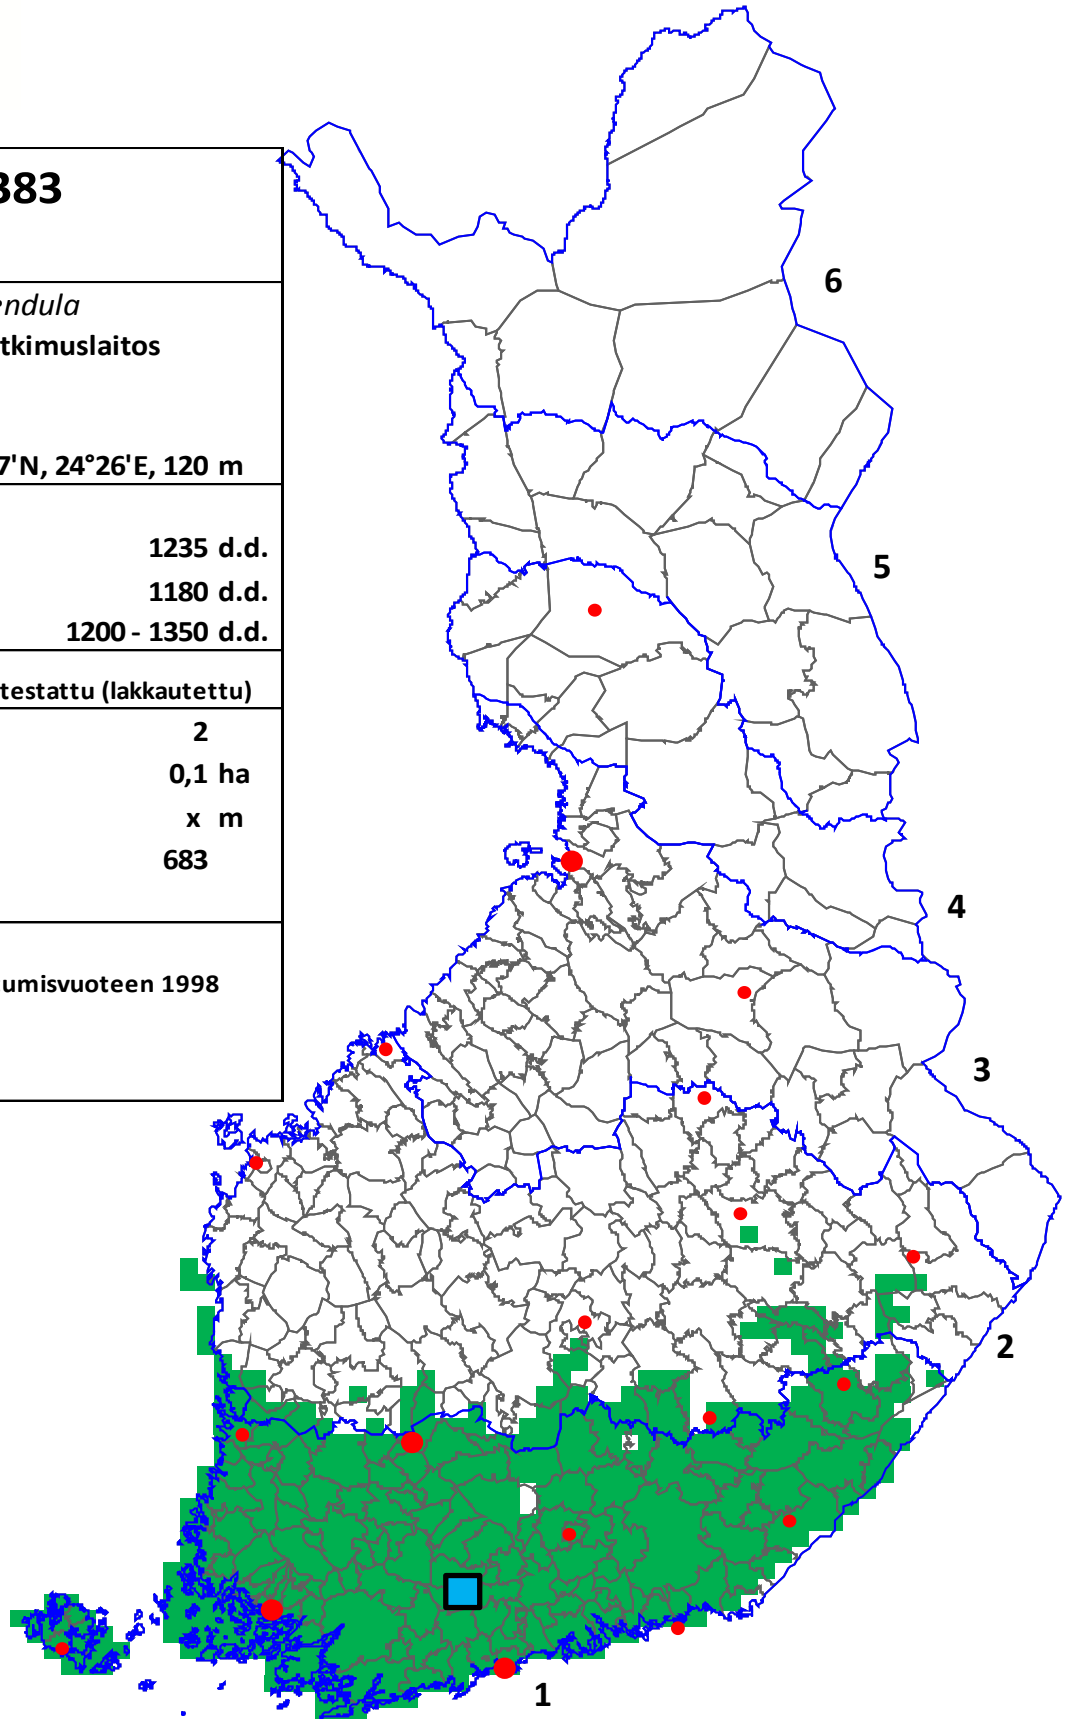 383
endula
tkimuslaitos
7'N, 24°26'E, 120 m
1235 d.d.
1180 d.d.
1200 - 1350 d.d.
testattu (lakkautettu)
2
0,1 ha
x m
683
umisvuoteen 1998
6
5
4
3
2
1